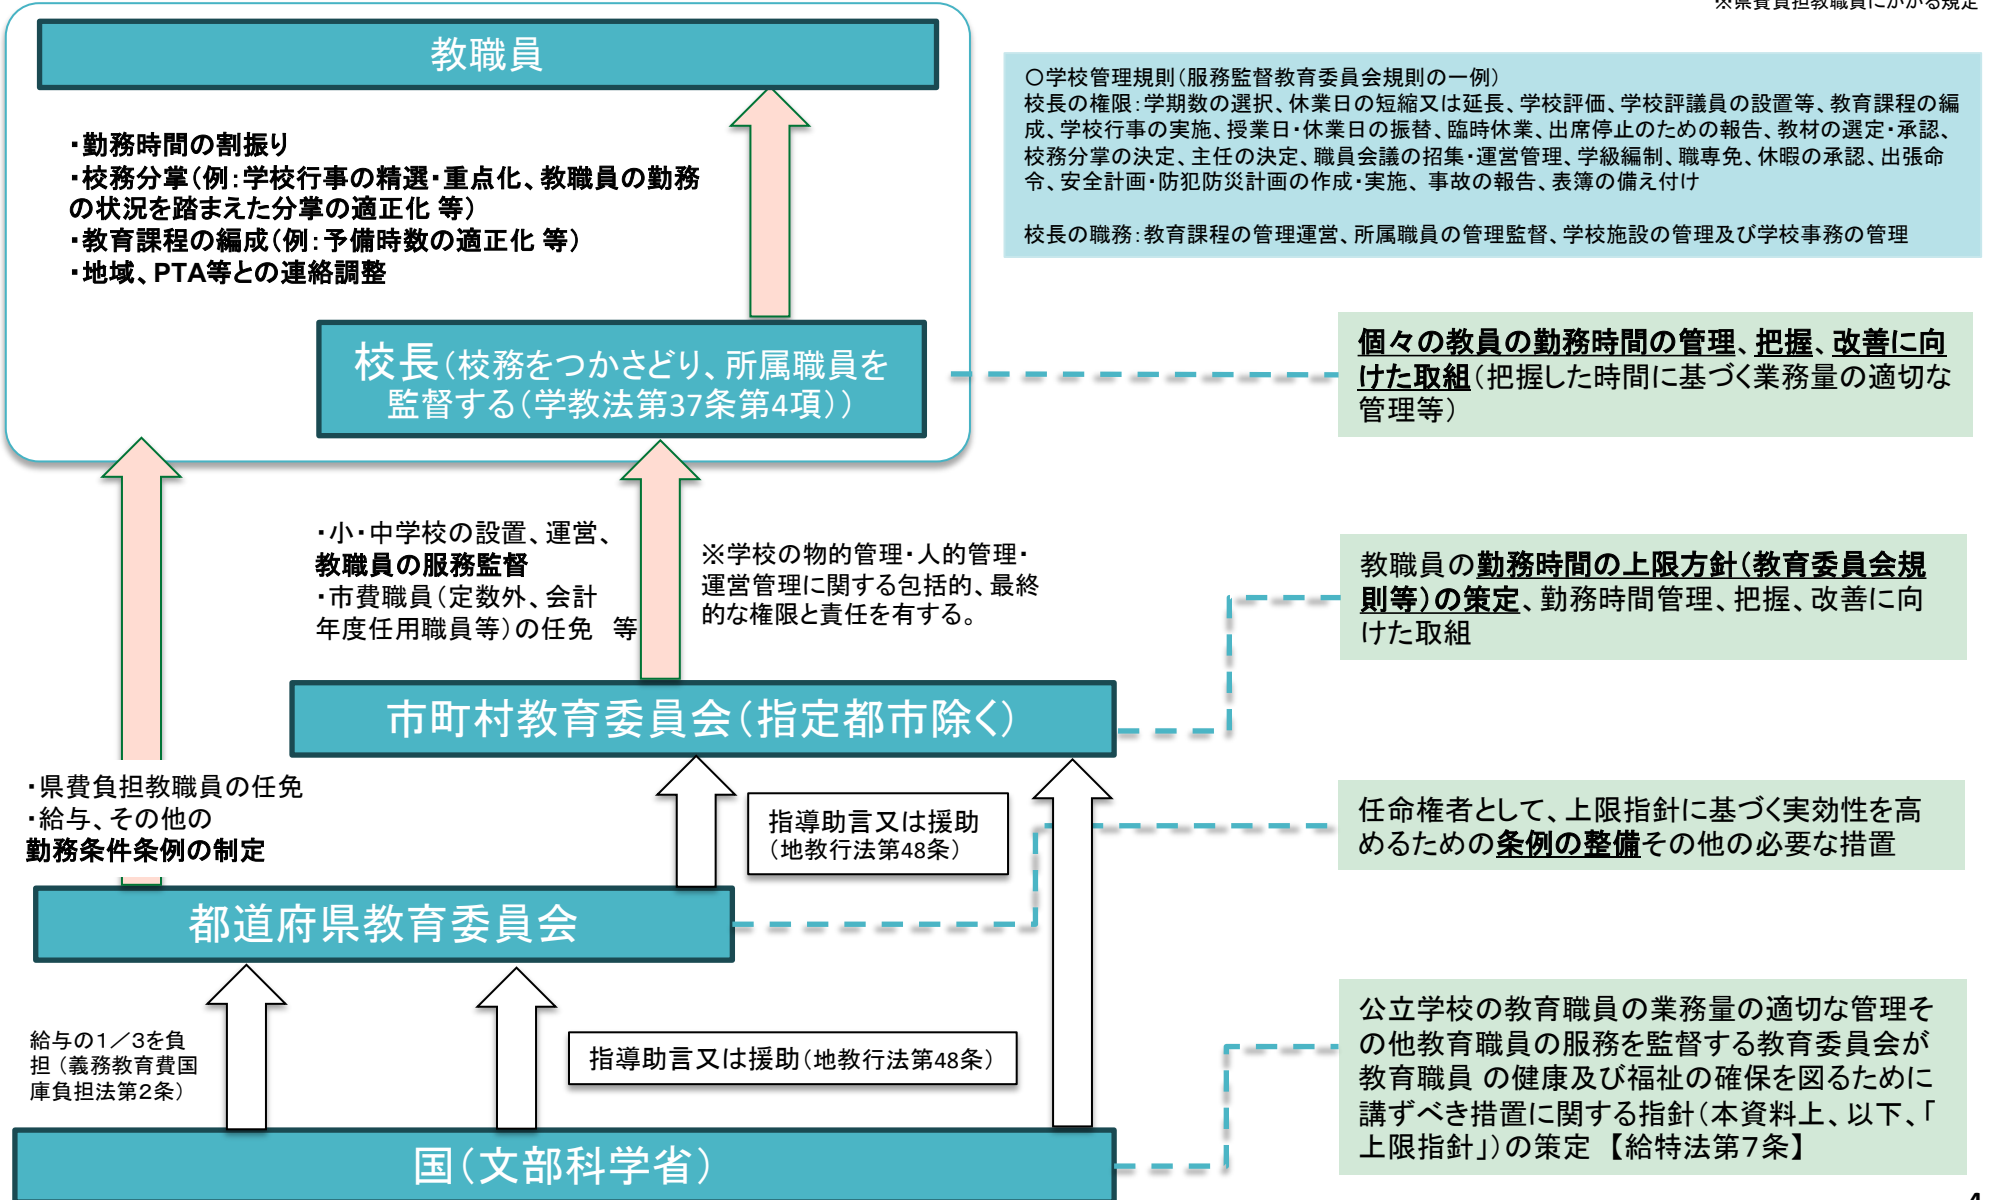 ※県費負担教職員にかかる規定
教職員
○学校管理規則(服務監督教育委員会規則の一例)
校長の権限:学期数の選択、休業日の短縮又は延長、学校評価、学校評議員の設置等、教育課程の編
成、学校行事の実施、授業日・休業日の振替、臨時休業、出席停止のための報告、教材の選定・承認、
校務分掌の決定、主任の決定、職員会議の招集・運営管理、学級編制、職専免、休暇の承認、出張命
令、安全計画・防犯防災計画の作成・実施、事故の報告、表簿の備え付け
校長の職務:教育課程の管理運営、所属職員の管理監督、学校施設の管理及び学校事務の管理
・勤務時間の割振り
・校務分掌(例:学校行事の精選・重点化、教職員の勤務
の状況を踏まえた分掌の適正化 等)
・教育課程の編成(例:予備時数の適正化 等)
・地域、PTA等との連絡調整
校長(校務をつかさどり、所属職員を
監督する(学教法第37条第4項))
個々の教員の勤務時間の管理、把握、改善に向
けた取組(把握した時間に基づく業務量の適切な
管理等)
・小・中学校の設置、運営、
教職員の服務監督
・市費職員(定数外、会計
年度任用職員等)の任免 等
※学校の物的管理・人的管理・
運営管理に関する包括的、最終
的な権限と責任を有する。
教職員の勤務時間の上限方針(教育委員会規
則等)の策定、勤務時間管理、把握、改善に向
けた取組
市町村教育委員会(指定都市除く)
・県費負担教職員の任免
・給与、その他の
勤務条件条例の制定
指導助言又は援助
(地教行法第48条)
任命権者として、上限指針に基づく実効性を高
めるための条例の整備その他の必要な措置
都道府県教育委員会
給与の1/3を負
担(義務教育費国
庫負担法第2条)
指導助言又は援助(地教行法第48条)
公立学校の教育職員の業務量の適切な管理そ
の他教育職員の服務を監督する教育委員会が
教育職員 の健康及び福祉の確保を図るために
講ずべき措置に関する指針(本資料上、以下、「
上限指針」)の策定 【給特法第7条】
国(文部科学省)